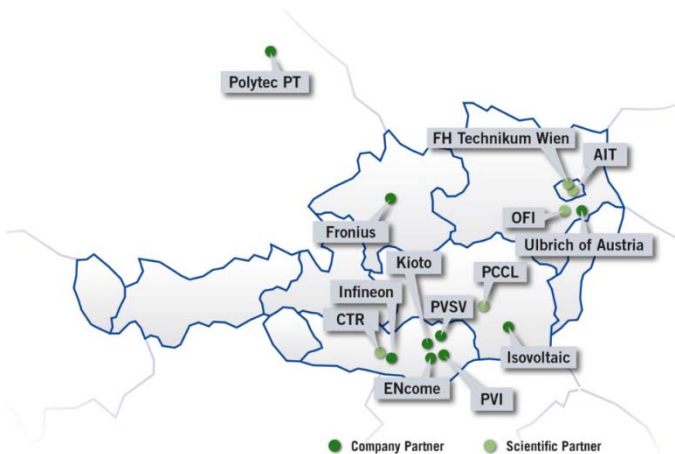 Polytec PT
FH Technikum Wien
AIT
OFI
Ulbrich of Austria
Fronius
Kioto
Infineon
PCCL
CTR
PVSV
Isovoltaic
ENcome
PVI
Company Partner
Scientific Partner